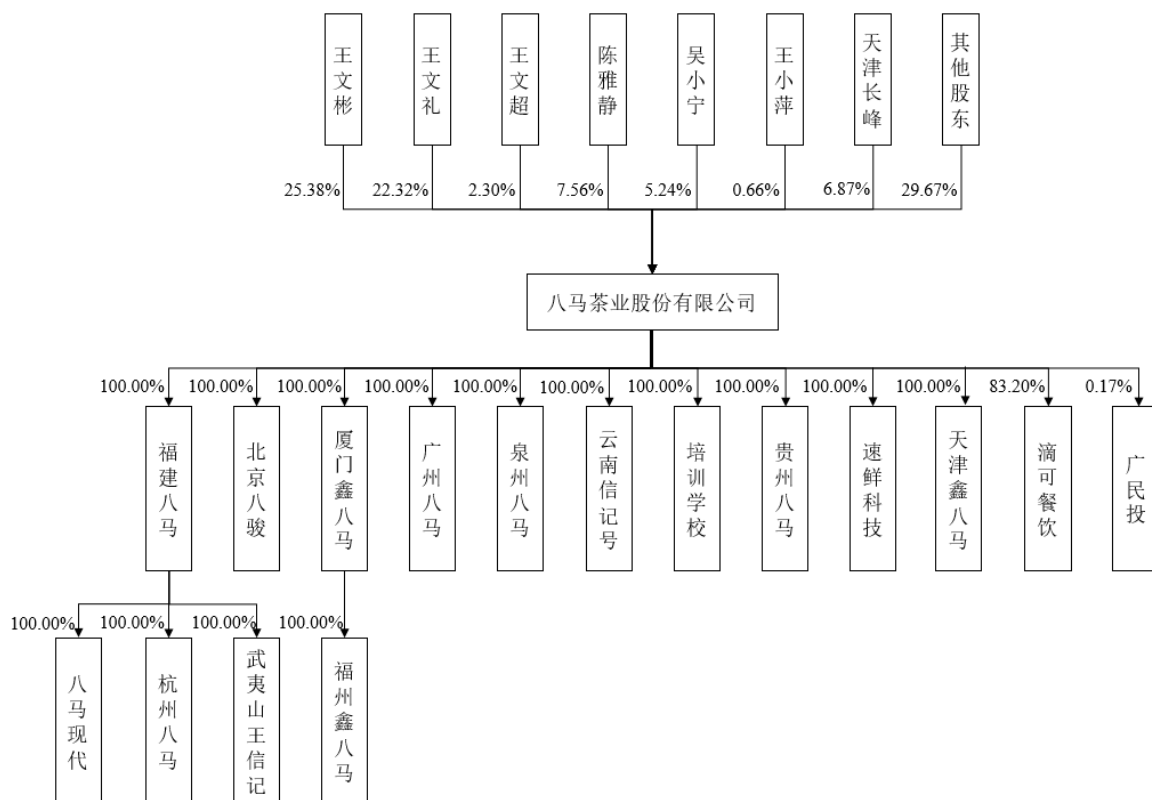 王文彬
王文礼
王文超
陈雅静
吴小宁
王小萍
天津长峰
其他股东
25.38%
22.32%
2.30%
7.56%
5.24%
0.66%
6.87%
29.67%
八马茶业股份有限公司
100.00%
100.00%
100.00%
100.00%
100.00%
100.00%
100.00%
100.00%
100.00%
100.00%
83.20%
0.17%
福建八马
北京八骏
厦门鑫八马
广州八马
泉州八马
云南信记号
培训学校
贵州八马
速鲜科技
天津鑫八马
滴可餐饮
广民投
100.00%
100.00%
100.00%
100.00%
八马现代
杭州八马
武夷山王信记
福州鑫八马